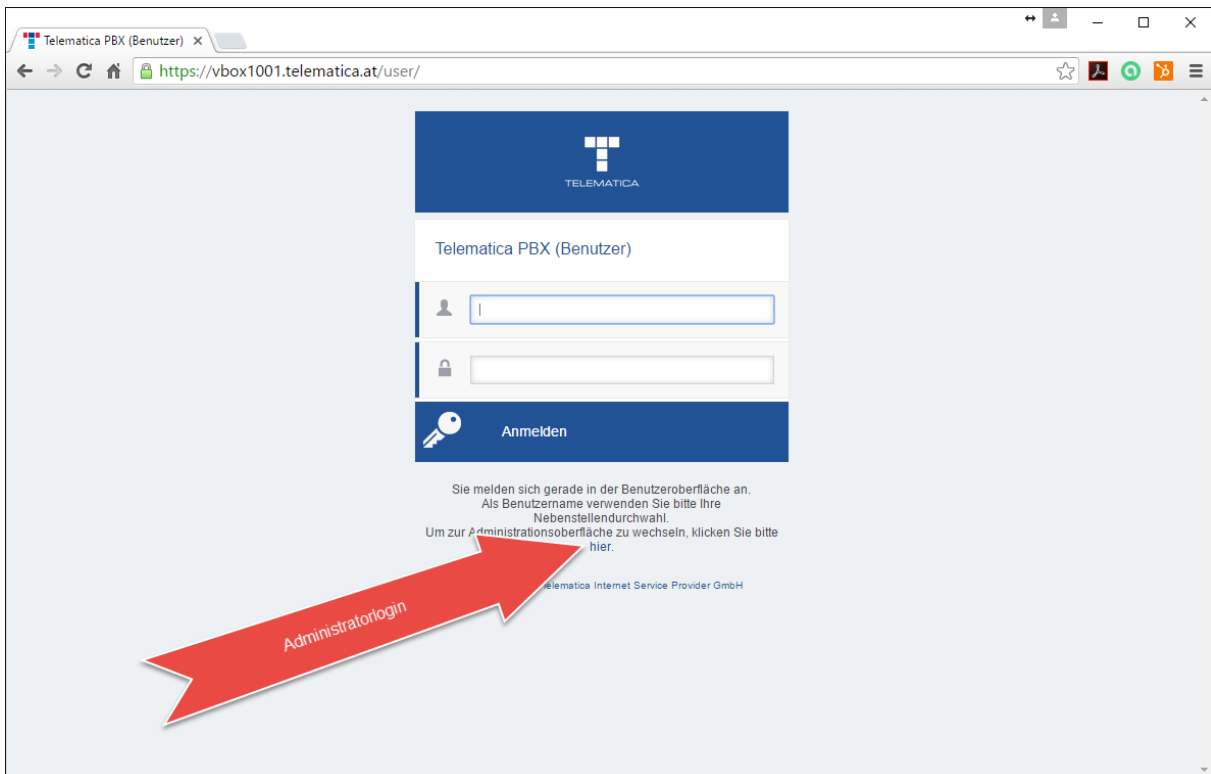 Telematica PBX (Benutzer)
https://vbox1001.telematica.at/user/
TELEMATICA
Telematica PBX (Benutzer)
Anmelden
Sie melden sich gerade in der Benutzeroberfläche an.
Als Benutzername verwenden Sie bitte Ihre
Nebenstellendurchwahl.
Um zur Administrationsoberfläche zu wechseln, klicken Sie bitte
hier.
elematica Internet Service Provider GmbH
Administratorlogin